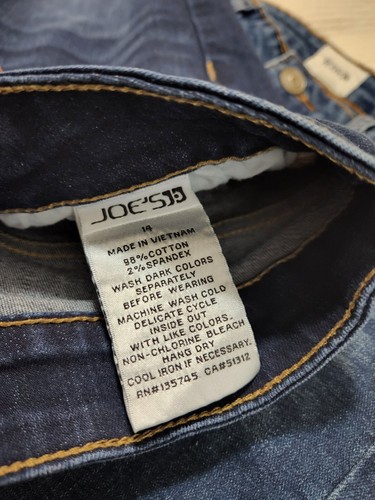 JOE'S
14
MADE IN VIETNAM
98%COTTON
2%SPANDEX
WASH DARK COLORS
SEPARATELY
BEFORE WEARING
MACHINE WASH COLD
DELICATE CYCLE
INSIDE OUT
WITH LIKE COLORS.
NON-CHLORINE BLEACH
HANG DRY
COOL IRON IF NECESSARY.
RN#135745 CA#51312